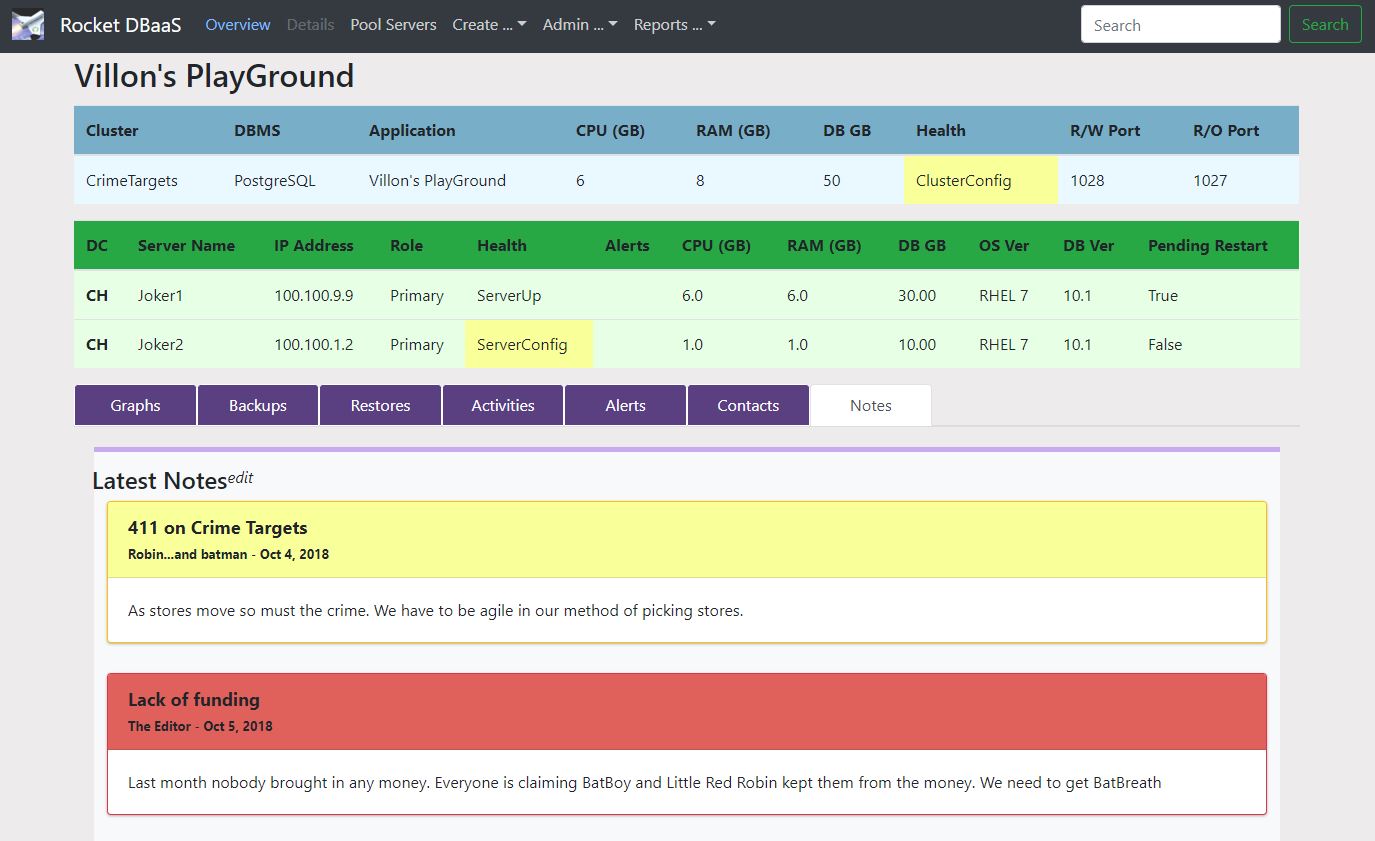 Rocket DBaaS Overview Details Pool Servers Create ... Admin ... Reports ... Search Search
Villon's PlayGround
Cluster DBMS Application CPU (GB) RAM (GB) DB GB Health R/W Port R/O Port
CrimeTargets PostgreSQL Villon's PlayGround 6 8 50 ClusterConfig 1028 1027
DC Server Name IP Address Role Health Alerts CPU (GB) RAM (GB) DB GB OS Ver DB Ver Pending Restart
CH Joker1 100.100.9.9 Primary ServerUp 6.0 6.0 30.00 RHEL 7 10.1 True
CH Joker2 100.100.1.2 Primary ServerConfig 1.0 1.0 10.00 RHEL 7 10.1 False
Graphs Backups Restores Activities Alerts Contacts Notes
Latest Notes edit
411 on Crime Targets
Robin...and batman - Oct 4, 2018
As stores move so must the crime. We have to be agile in our method of picking stores.
Lack of funding
The Editor - Oct 5, 2018
Last month nobody brought in any money. Everyone is claiming BatBoy and Little Red Robin kept them from the money. We need to get BatBreath